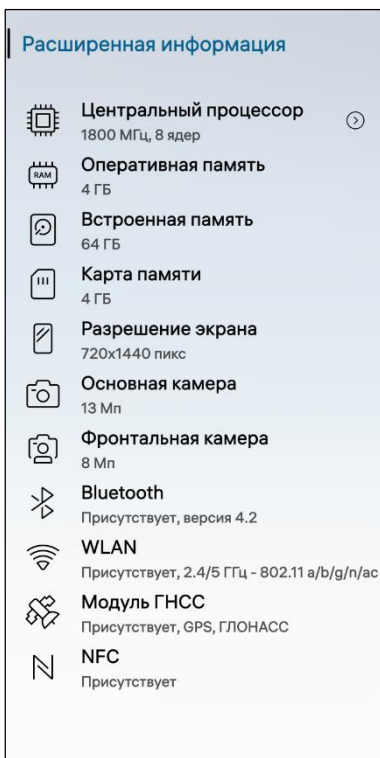 Расширенная информация
Центральный процессор
1800 МГц, 8 ядер
RAM
Оперативная память
4 ГБ
Встроенная память
64 ГБ
Карта памяти
4 ГБ
Разрешение экрана
720x1440 пикс
Основная камера
13 Мп
Фронтальная камера
8 Мп
Bluetooth
Присутствует, версия 4.2
WLAN
Присутствует, 2.4/5 ГГц - 802.11 a/b/g/n/ac
Модуль ГНСС
Присутствует, GPS, ГЛОНАСС
NFC
Присутствует